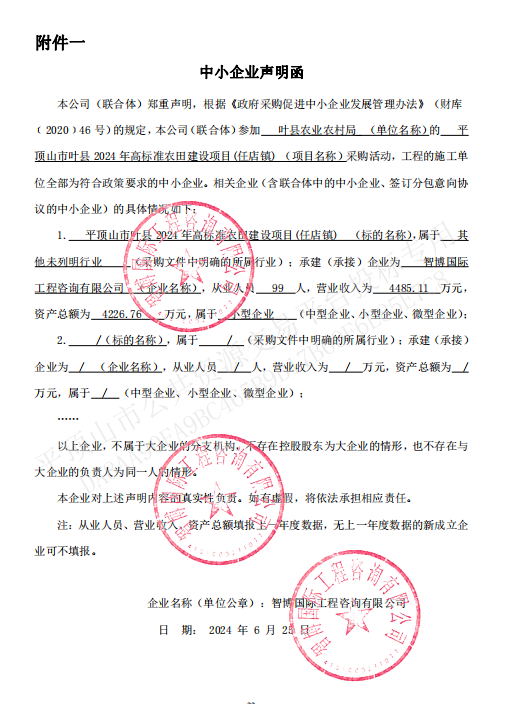 附件一
中小企业声明函
本公司（联合体）郑重声明，根据《政府采购促进中小企业发展管理办法》（财库
﹝2020﹞46 号）的规定，本公司（联合体）参加 叶县农业农村局 （单位名称）的 平
顶山市叶县 2024 年高标准农田建设项目(任店镇) （项目名称）采购活动，工程的施工单
位全部为符合政策要求的中小企业。相关企业（含联合体中的中小企业、签订分包意向协
议的中小企业）的具体情况如下：
1. 平顶山市叶县 2024 年高标准农田建设项目(任店镇) （标的名称），属于 其
他未列明行业 （采购文件中明确的所属行业）；承建（承接）企业为 智博国际
工程咨询有限公司 （企业名称），从业人员 99 人，营业收入为 4485.11 万元，
资产总额为 4226.76 万元，属于 小型企业 （中型企业、小型企业、微型企业）；
2. /（标的名称），属于 / （采购文件中明确的所属行业）；承建（承接）
企业为 / （企业名称），从业人员 / 人，营业收入为 / 万元，资产总额为 /
万元，属于 / （中型企业、小型企业、微型企业）；
……
以上企业，不属于大企业的分支机构，不存在控股股东为大企业的情形，也不存在与
大企业的负责人为同一人的情形。
本企业对上述声明内容的真实性负责。如有虚假，将依法承担相应责任。
注：从业人员、营业收入、资产总额填报上一年度数据，无上一年度数据的新成立企
业可不填报。
企业名称（单位公章）：智博国际工程咨询有限公司
日 期： 2024 年 6 月 25 日